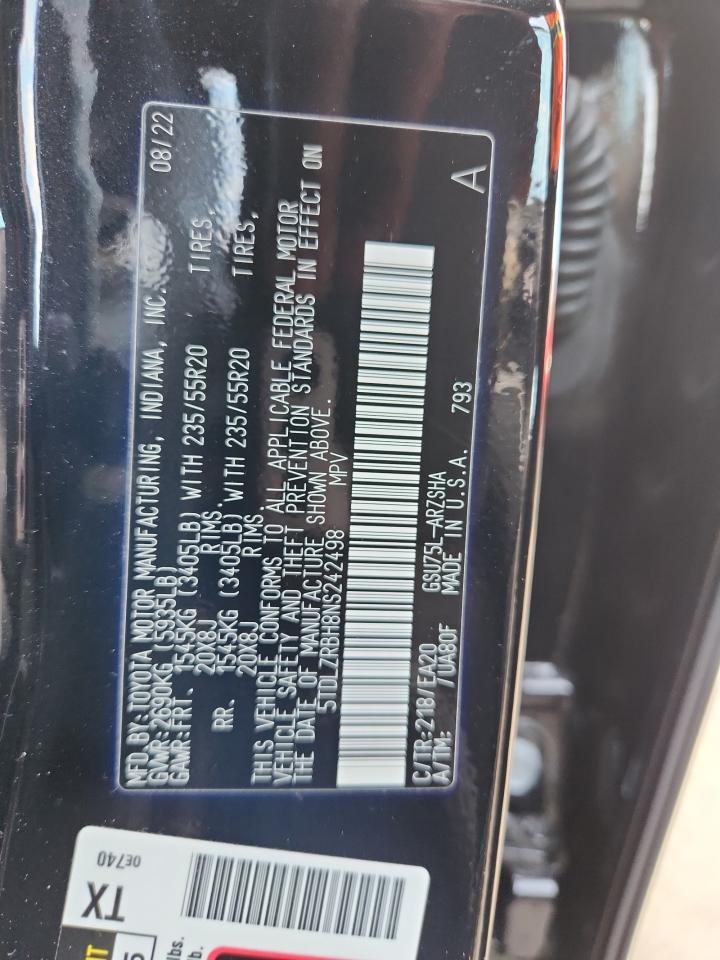 MFD.BY:TOYOTA MOTOR MANUFACTURING, INDIANA, INC. 08/22
GVWR:2690KG (5935LB)
GAWR:FRT. 1545KG (3405LB) WITH 235/55R20 TIRES,
20X8J RIMS.
RR. 1545KG (3405LB) WITH 235/55R20 TIRES,
20X8J RIMS
THIS VEHICLE CONFORMS TO ALL APPLICABLE FEDERAL MOTOR
VEHICLE SAFETY AND THEFT PREVENTION STANDARDS IN EFFECT ON
THE DATE OF MANUFACTURE SHOWN ABOVE.
5TDLZRBH8NS242498 MPV
C/TR:218/EA20 GSU75L-ARZSHA
A/TM: /UA80F MADE IN U.S.A. 793
A
TX
0E740
lbs.
lb.